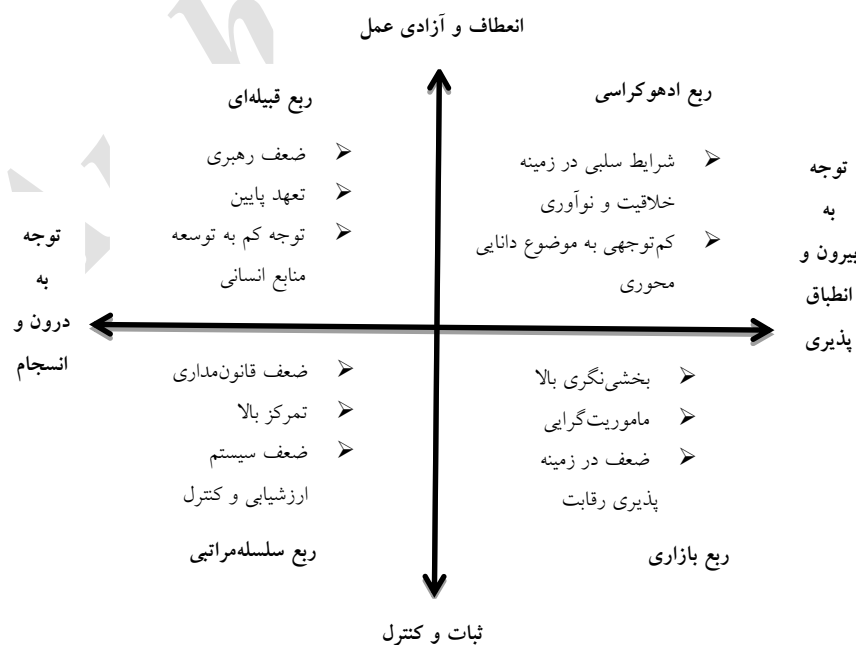 انعطاف و آزادی عمل
ربع ادهوکراسی
شرایط سلبی در زمینه
خلاقیت و نوآوری
کم‌توجهی به موضوع دانایی
محوری
ربع قبیله‌ای
ضعف رهبری
تعهد پایین
توجه کم به توسعه
منابع انسانی
توجه
به
بیرون و
انطباق
پذیری
توجه
به
درون و
انسجام
بخشی‌نگری بالا
ماموریت‌گرایی
ضعف در زمینه
پذیری رقابت
ربع بازاری
ضعف قانون‌مداری
تمرکز بالا
ضعف سیستم
ارزشیابی و کنترل
ربع سلسله‌مراتبی
ثبات و کنترل